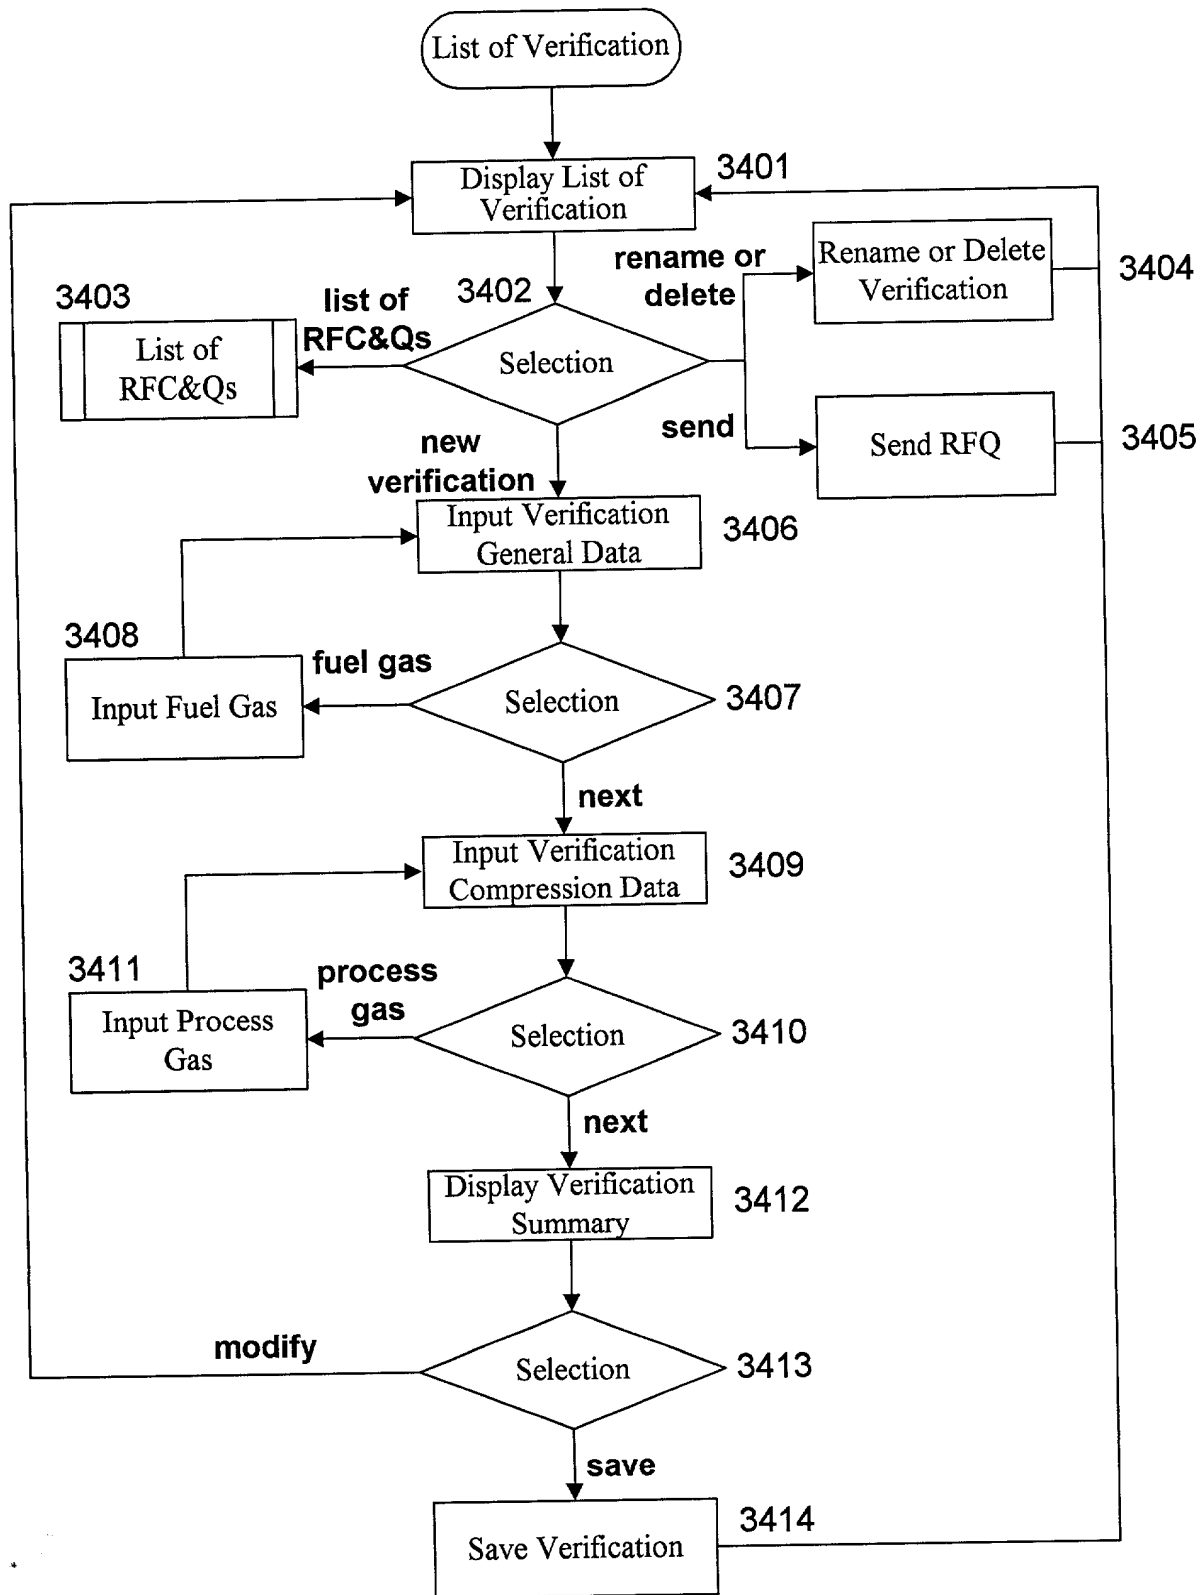 List of Verification
3401
Display List of
Verification
rename or
delete
Rename or Delete
Verification
3404
3403
list of
RFC&Qs
3402
List of
RFC&Qs
Selection
send
Send RFQ
3405
new
verification
Input Verification
General Data
3406
3408
fuel gas
Input Fuel Gas
Selection
3407
next
Input Verification
Compression Data
3409
3411
process
gas
Input Process
Gas
Selection
3410
next
Display Verification
Summary
3412
modify
Selection
3413
save
Save Verification
3414